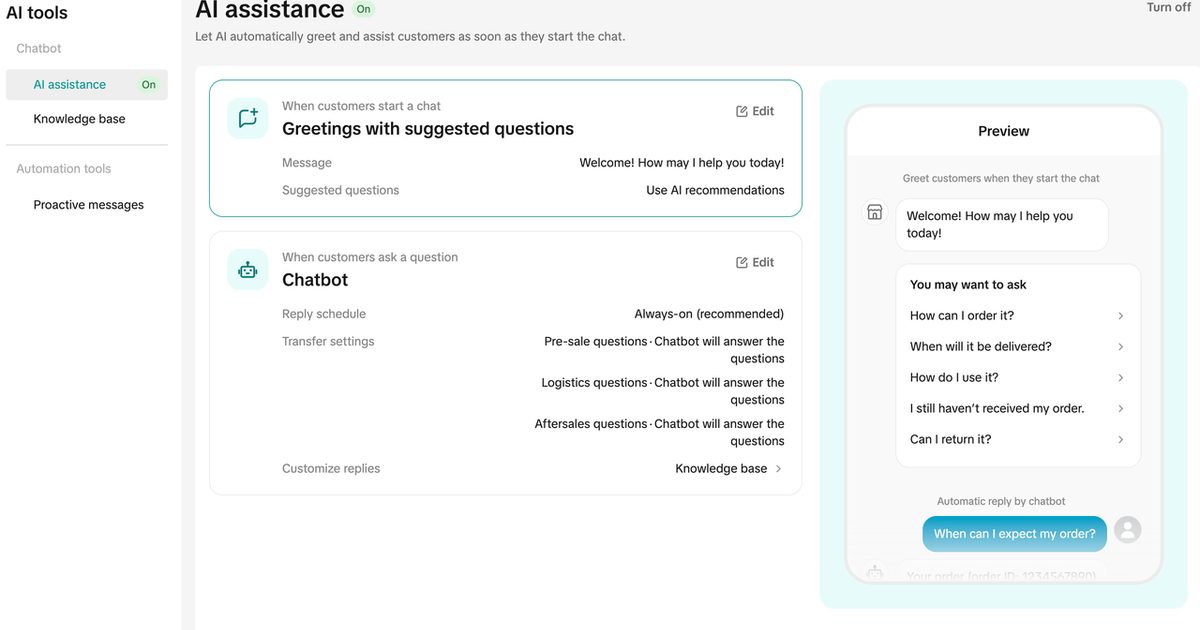 AI tools
Chatbot
AI assistance On
Knowledge base
Automation tools
Proactive messages
AI assistance On
Turn off
Let AI automatically greet and assist customers as soon as they start the chat.
When customers start a chat
Edit
Greetings with suggested questions
Message Welcome! How may I help you today!
Suggested questions Use AI recommendations
When customers ask a question
Edit
Chatbot
Reply schedule Always-on (recommended)
Transfer settings Pre-sale questions · Chatbot will answer the
questions
Logistics questions · Chatbot will answer the
questions
Aftersales questions · Chatbot will answer the
questions
Customize replies Knowledge base
Preview
Greet customers when they start the chat
Welcome! How may I help you
today!
You may want to ask
How can I order it?
When will it be delivered?
How do I use it?
I still haven’t received my order.
Can I return it?
Automatic reply by chatbot
When can I expect my order?
Your order (order ID: 1234567890)